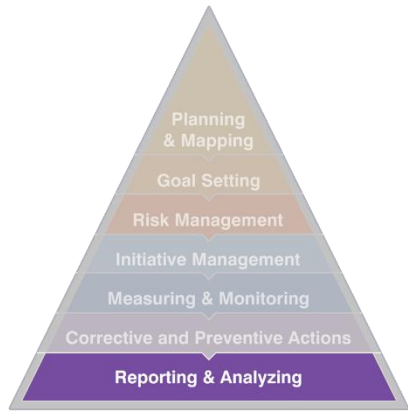 Planning
& Mapping
Goal Setting
Risk Management
Initiative Management
Measuring & Monitoring
Corrective and Preventive Actions
Reporting & Analyzing